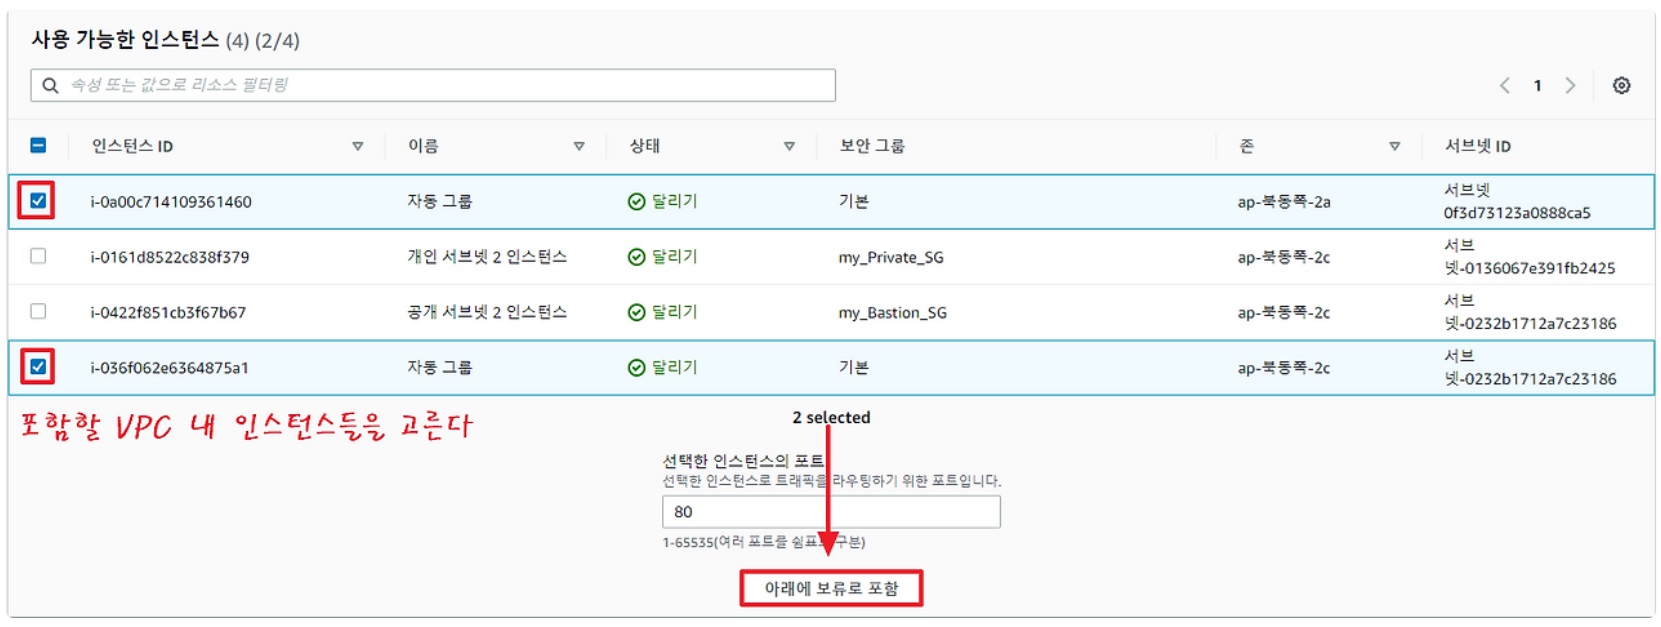 사용 가능한 인스턴스 (4) (2/4)
속성 또는 값으로 리소스 필터링
1
인스턴스 ID 이름 상태 보안 그룹 존 서브넷 ID
i-0a00c714109361460 자동 그룹 달리기 기본 ap-북동쪽-2a 서브넷
0f3d73123a0888ca5
i-0161d8522c838f379 개인 서브넷 2 인스턴스 달리기 my_Private_SG ap-북동쪽-2c 서브
넷-0136067e391fb2425
i-0422f851cb3f67b67 공개 서브넷 2 인스턴스 달리기 my_Bastion_SG ap-북동쪽-2c 서브
넷-0232b1712a7c23186
i-036f062e6364875a1 자동 그룹 달리기 기본 ap-북동쪽-2c 서브
넷-0232b1712a7c23186
포함할 VPC 내 인스턴스들을 고른다
2 selected
선택한 인스턴스의 포트
선택한 인스턴스로 트래픽을 라우팅하기 위한 포트입니다.
80
1-65535(여러 포트를 쉼표로 구분)
아래에 보류로 포함